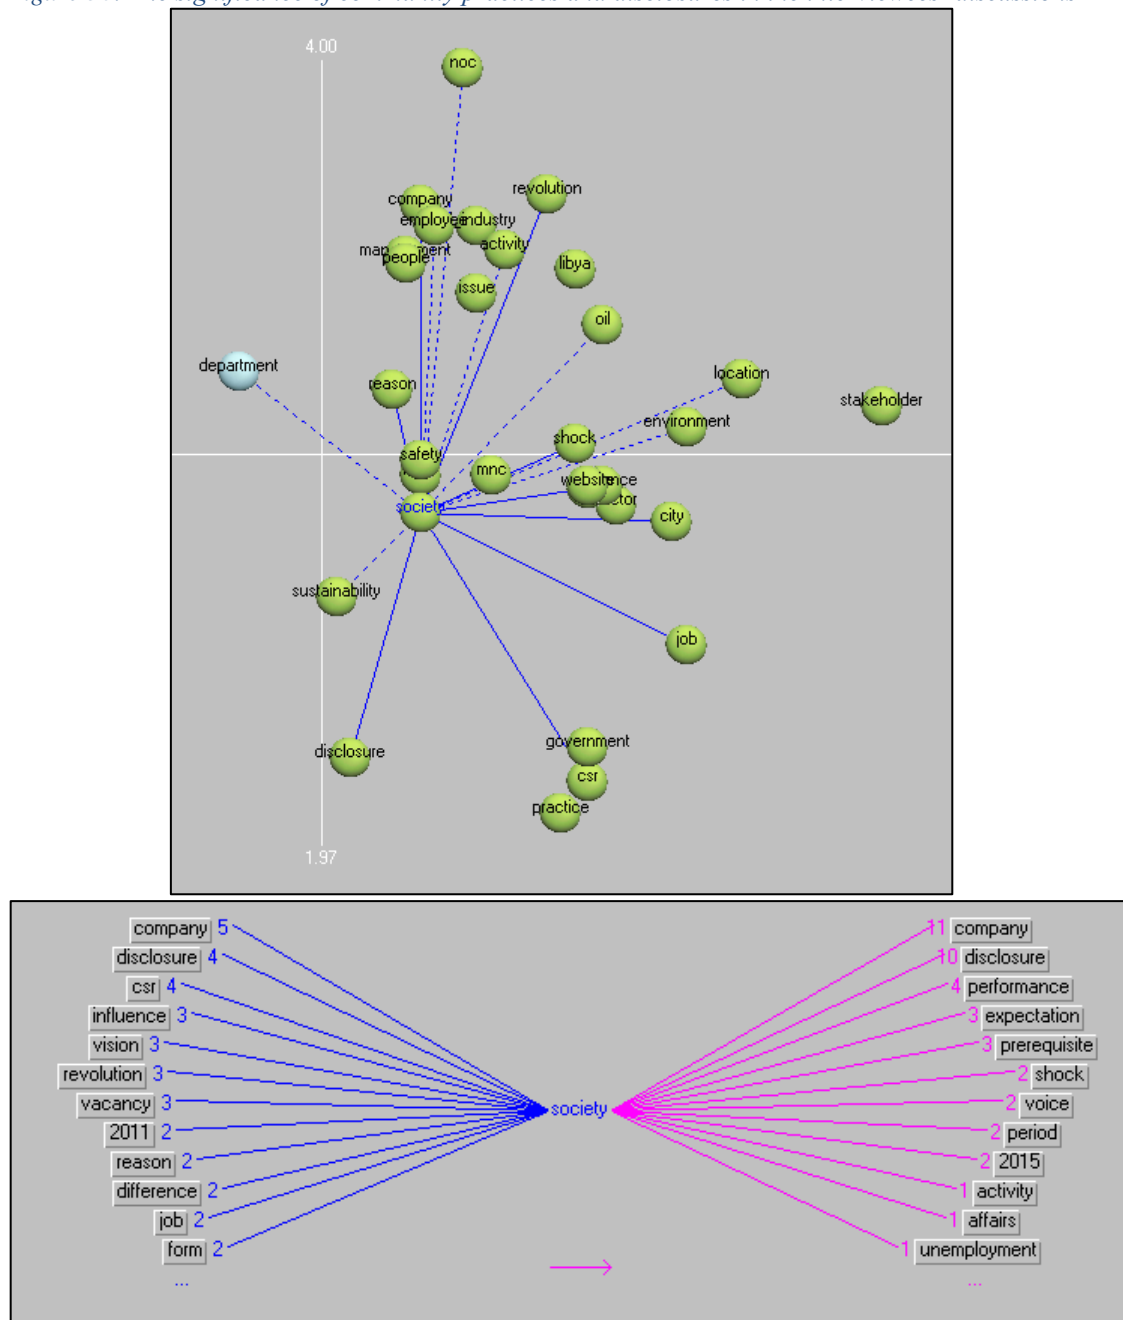 4.00
noc
revolution
company
employee
industry
activity
people
libya
issue
oil
department
location
reason
stakeholder
environment
shock
safety
mnc
website
society
city
sustainability
job
government
disclosure
csr
practice
1.97
company 5
11 company
disclosure 4
10 disclosure
csr 4
4 performance
influence 3
3 expectation
vision 3
3 prerequisite
revolution 3
2 shock
vacancy 3
society
2 voice
2011 2
2 period
reason 2
2 2015
difference 2
1 activity
job 2
1 affairs
form 2
1 unemployment
...
...